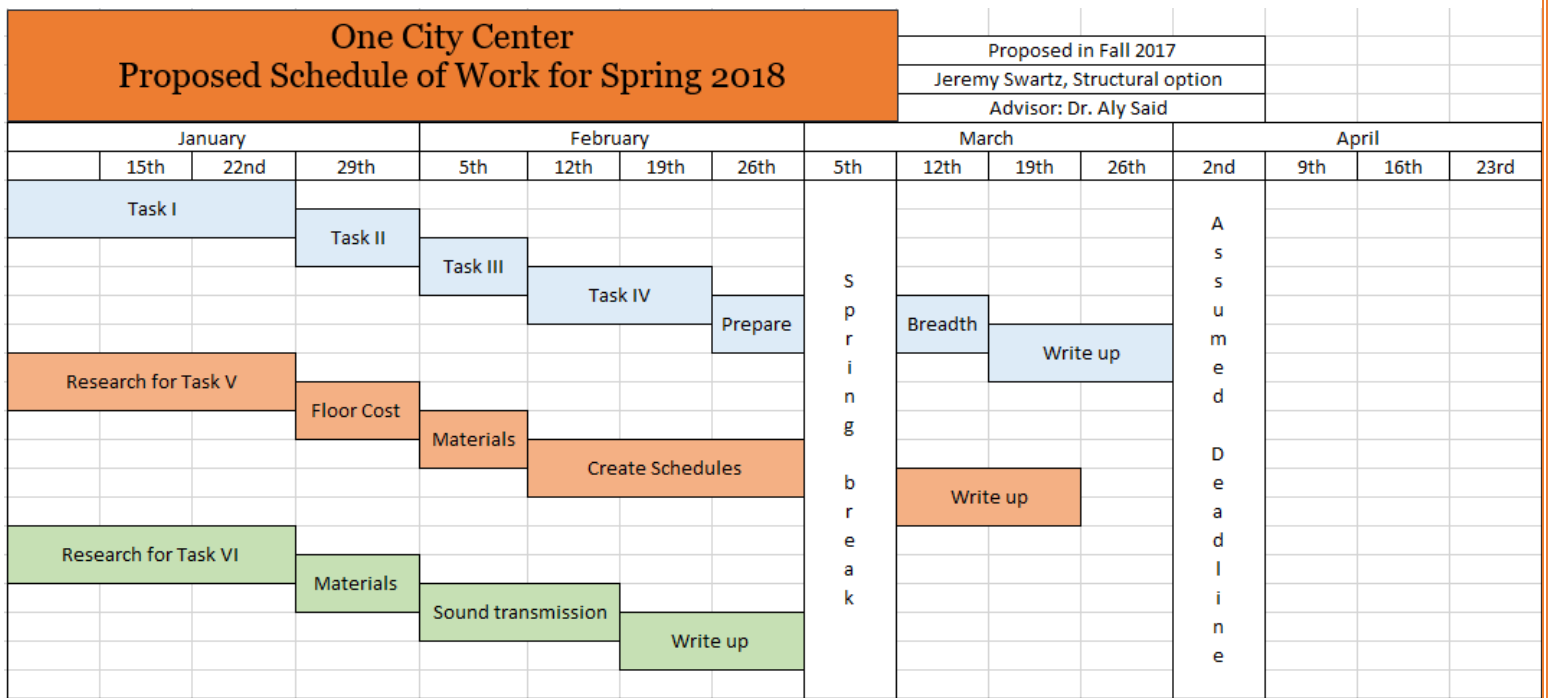 One City Center
Proposed Schedule of Work for Spring 2018
Proposed in Fall 2017
Jeremy Swartz, Structural option
Advisor: Dr. Aly Said
January February March April
15th 22nd 29th 5th 12th 19th 26th 5th 12th 19th 26th 2nd 9th 16th 23rd
Task I
Task II
Task III
Task IV
Prepare
Spring break
Breadth
Write up
Assumed Deadline
Research for Task V
Floor Cost
Materials
Create Schedules
Write up
Research for Task VI
Materials
Sound transmission
Write up